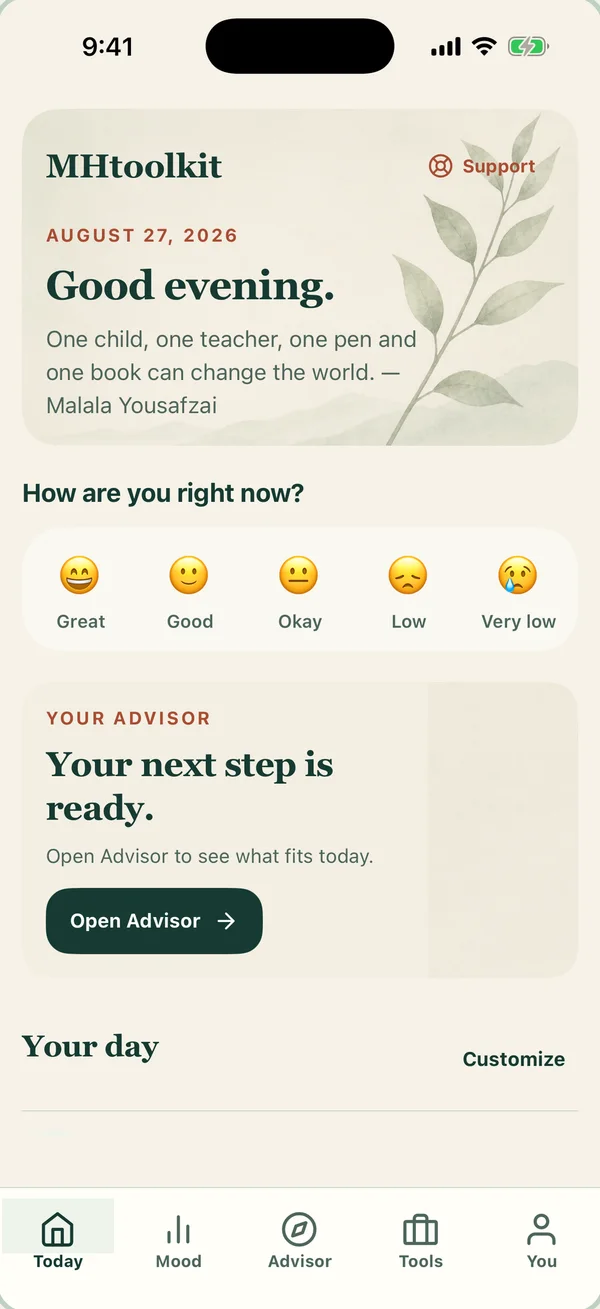 9:41
MHtoolkit
Support
AUGUST 27, 2026
Good evening.
One child, one teacher, one pen and
one book can change the world. —
Malala Yousafzai
How are you right now?
Great
Good
Okay
Low
Very low
YOUR ADVISOR
Your next step is
ready.
Open Advisor to see what fits today.
Open Advisor →
Your day
Customize
Today
Mood
Advisor
Tools
You